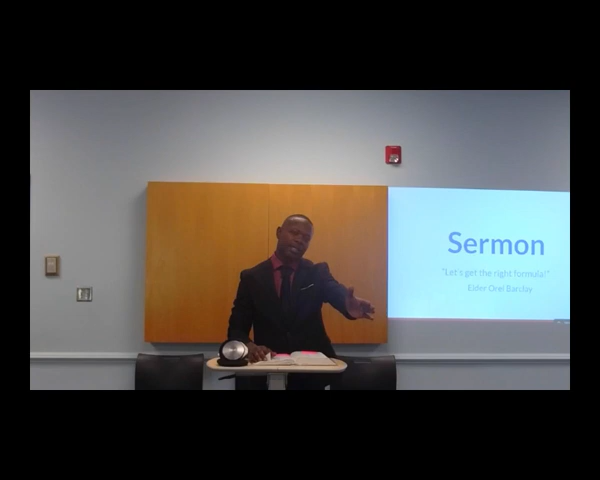 Sermon
"Let's get the right formula!"
Elder Orel Barclay